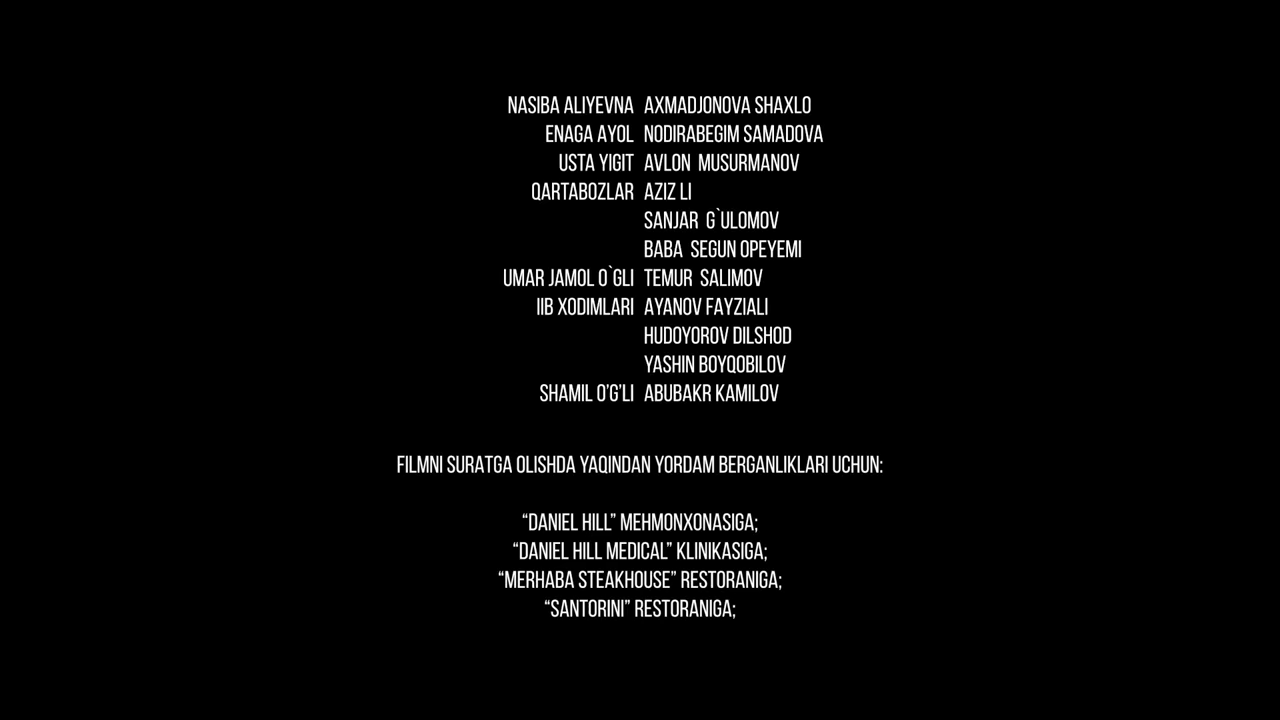 NASIBA ALIYEVNA AXMADJONOVA SHAXLO
ENAGA AYOL NODIRABEGIM SAMADOVA
USTA YIGIT AVLON MUSURMANOV
QARTABOZLAR AZIZ LI
SANJAR G`ULOMOV
BABA SEGUN OPEYEMI
UMAR JAMOL O`GLI TEMUR SALIMOV
IIB XODIMLARI AYANOV FAYZIALI
HUDOYOROV DILSHOD
YASHIN BOYQOBILOV
SHAMIL O’G’LI ABUBAKR KAMILOV
FILMNI SURATGA OLISHDA YAQINDAN YORDAM BERGANLIKLARI UCHUN:
“DANIEL HILL” MEHMONXONASIGA;
“DANIEL HILL MEDICAL” KLINIKASIGA;
“MERHABA STEAKHOUSE” RESTORANIGA;
“SANTORINI” RESTORANIGA;